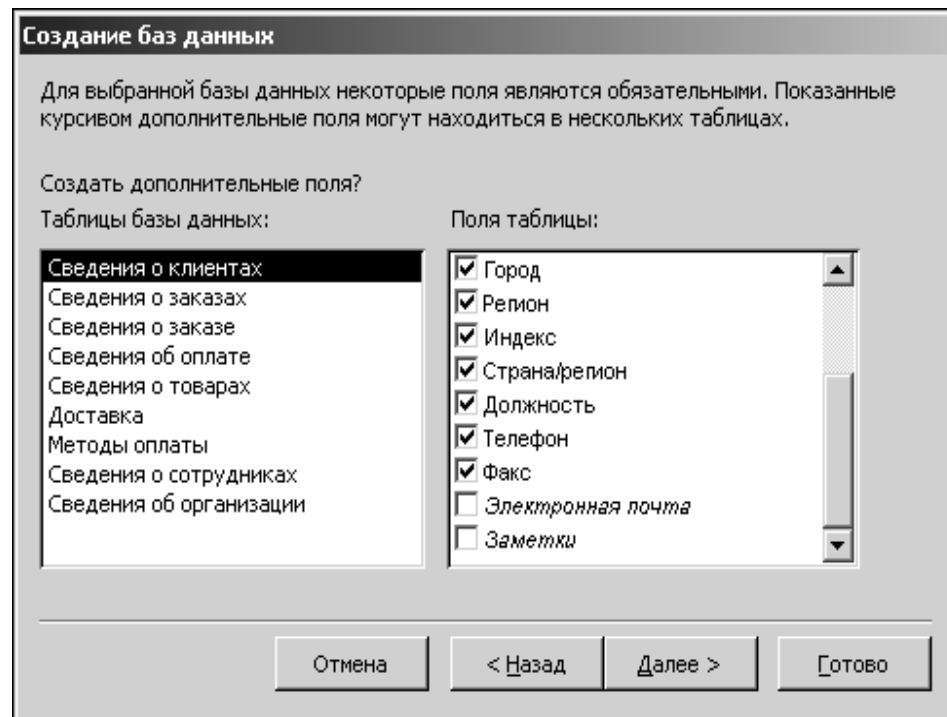 Создание баз данных
Для выбранной базы данных некоторые поля являются обязательными. Показанные
курсивом дополнительные поля могут находиться в нескольких таблицах.
Создать дополнительные поля?
Таблицы базы данных:
Сведения о клиентах
Сведения о заказах
Сведения о заказе
Сведения об оплате
Сведения о товарах
Доставка
Методы оплаты
Сведения о сотрудниках
Сведения об организации
Поля таблицы:
Город
Регион
Индекс
Страна/регион
Должность
Телефон
Факс
Электронная почта
Заметки
Отмена
< Назад
Далее >
Готово